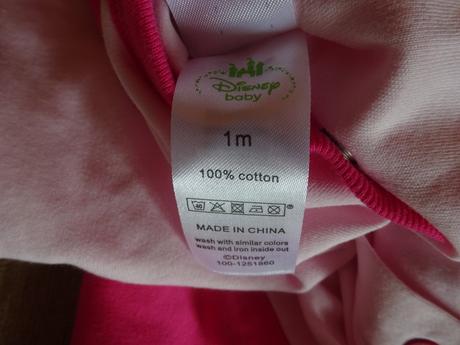 Disney
baby
1m
100% cotton
40
®
MADE IN CHINA
wash with similar colors
wash and iron inside out
©Disney
100-1251860